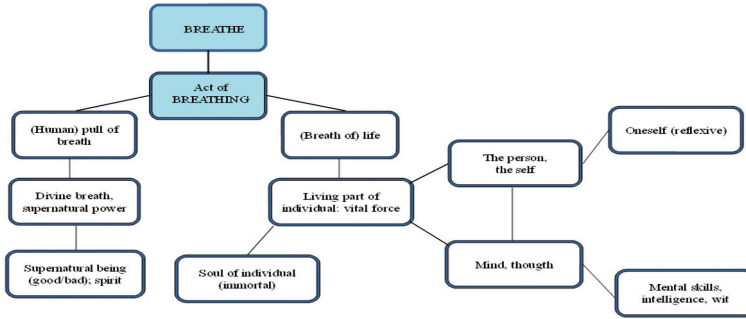 BREATHE
Act of
BREATHING
(Human) pull of
breath
(Breath of) life
Oneself (reflexive)
The person,
the self
Divine breath,
supernatural power
Living part of
individual: vital force
Supernatural being
(good/bad); spirit
Soul of individual
(immortal)
Mind, thougth
Mental skills,
intelligence, wit